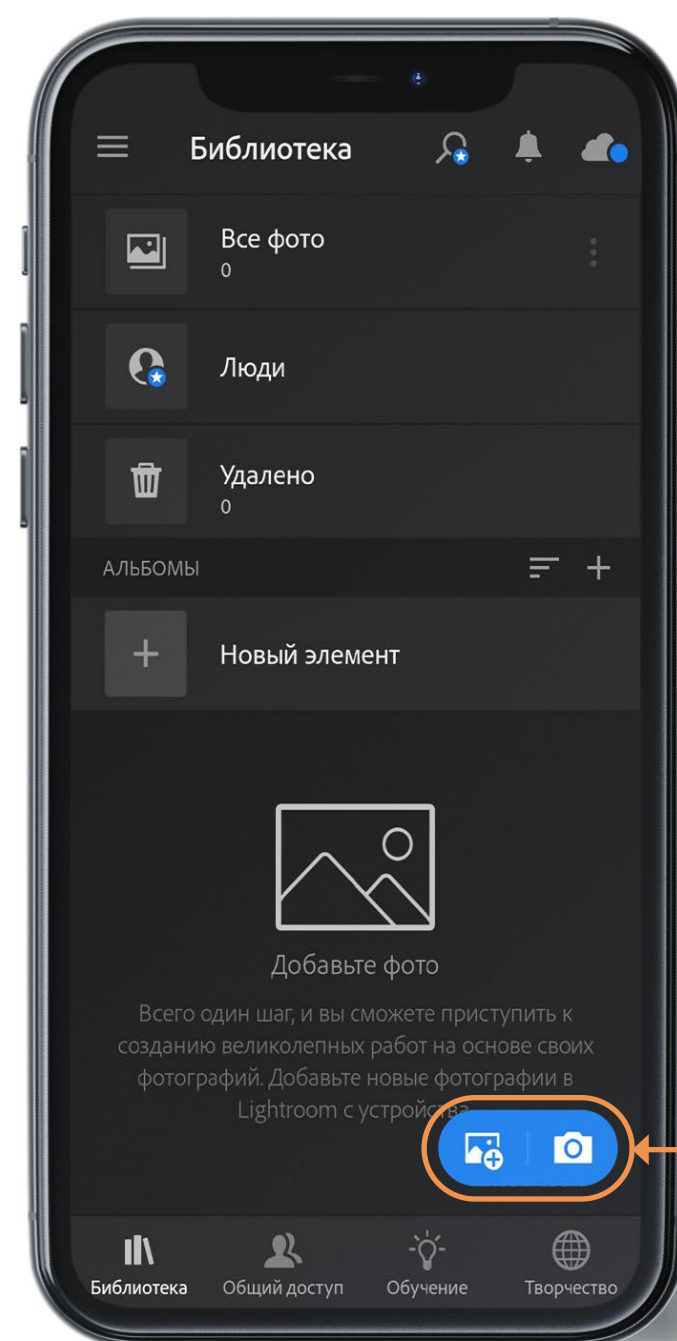 Библиотека
Все фото
0
Люди
Удалено
0
АЛЬБОМЫ
Новый элемент
Добавьте фото
Всего один шаг, и вы сможете приступить к
созданию великолепных работ на основе своих
фотографий. Добавьте новые фотографии в
Lightroom с устройства
Библиотека Общий доступ Обучение Творчество